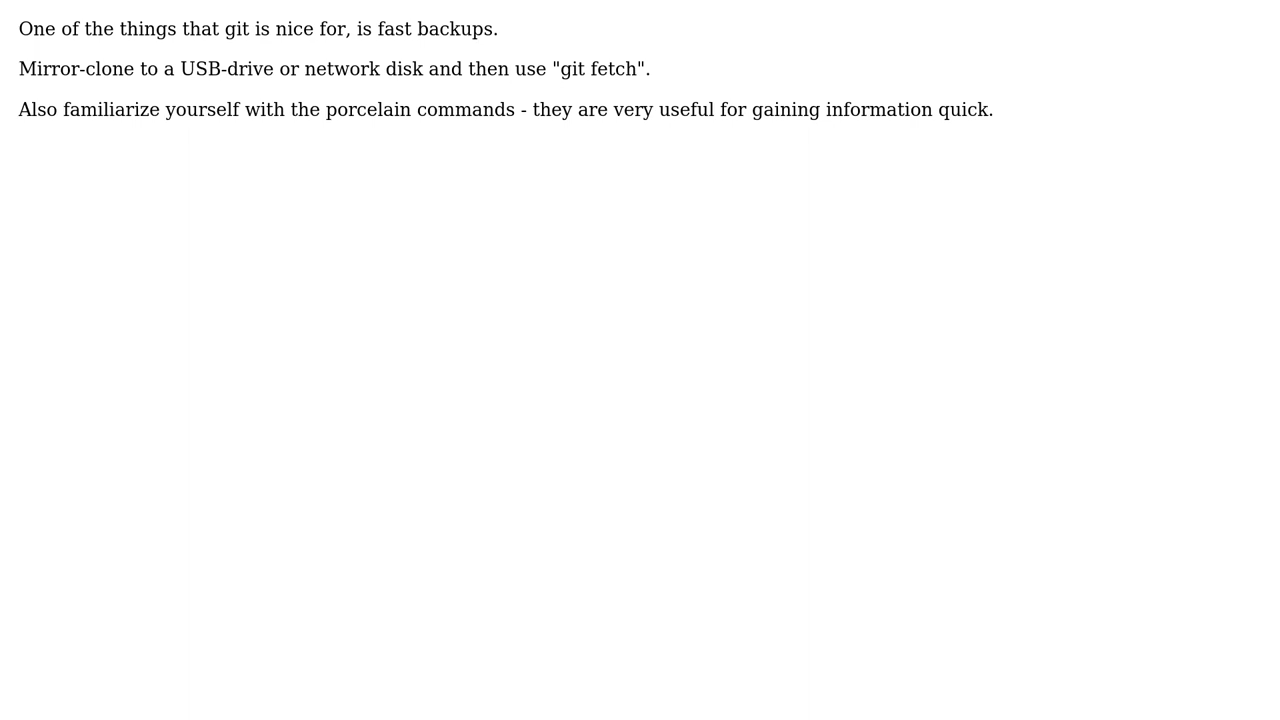 One of the things that git is nice for, is fast backups.
Mirror-clone to a USB-drive or network disk and then use "git fetch".
Also familiarize yourself with the porcelain commands - they are very useful for gaining information quick.